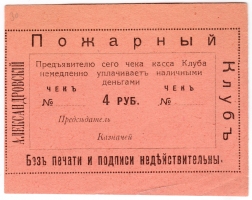 Пожарный
АЛЕКСАНДРОВСКІЙ
Клубъ
Предъявителю сего чека касса Клуба
немедленно уплачиваетъ наличными
деньгами
ЧЕКЪ
ЧЕКЪ
№
4 РУБ.
№
Предсѣдатель
Казначей
Безъ печати и подписи недѣйствительны.